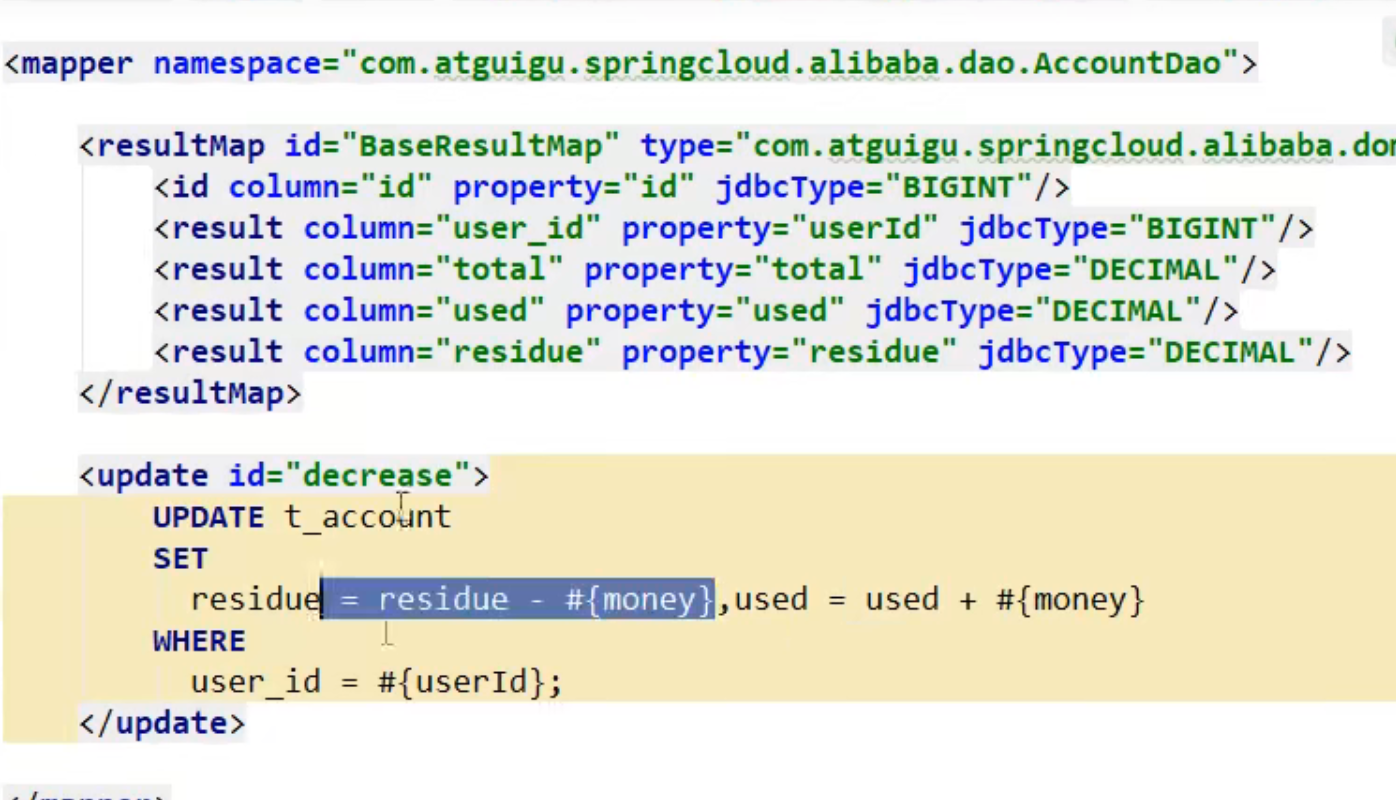 <mapper namespace="com.atguigu.springcloud.alibaba.dao.AccountDao">
<resultMap id="BaseResultMap" type="com.atguigu.springcloud.alibaba.dom
<id column="id" property="id" jdbcType="BIGINT"/>
<result column="user_id" property="userId" jdbcType="BIGINT"/>
<result column="total" property="total" jdbcType="DECIMAL"/>
<result column="used" property="used" jdbcType="DECIMAL"/>
<result column="residue" property="residue" jdbcType="DECIMAL"/>
</resultMap>
<update id="decrease">
UPDATE t_account
SET
residue = residue - #{money},used = used + #{money}
WHERE
user_id = #{userId};
</update>
</mapper>